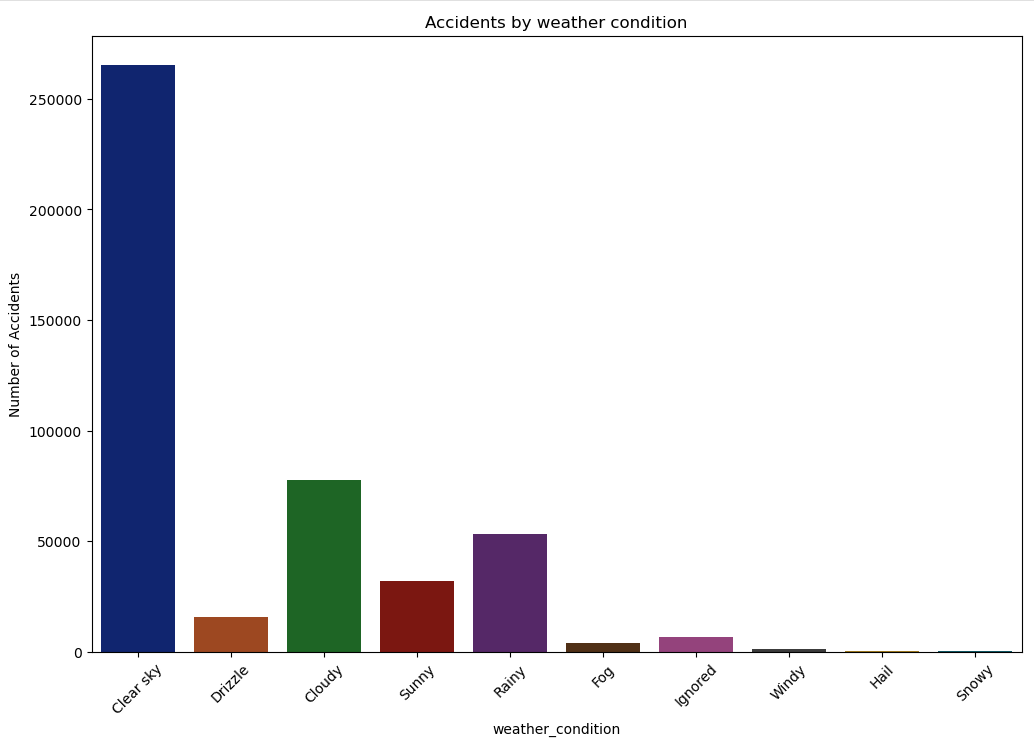 Accidents by weather condition
Number of Accidents
250000
200000
150000
100000
50000
0
Clear sky
Drizzle
Cloudy
Sunny
Rainy
Fog
Ignored
Windy
Hail
Snowy
weather_condition